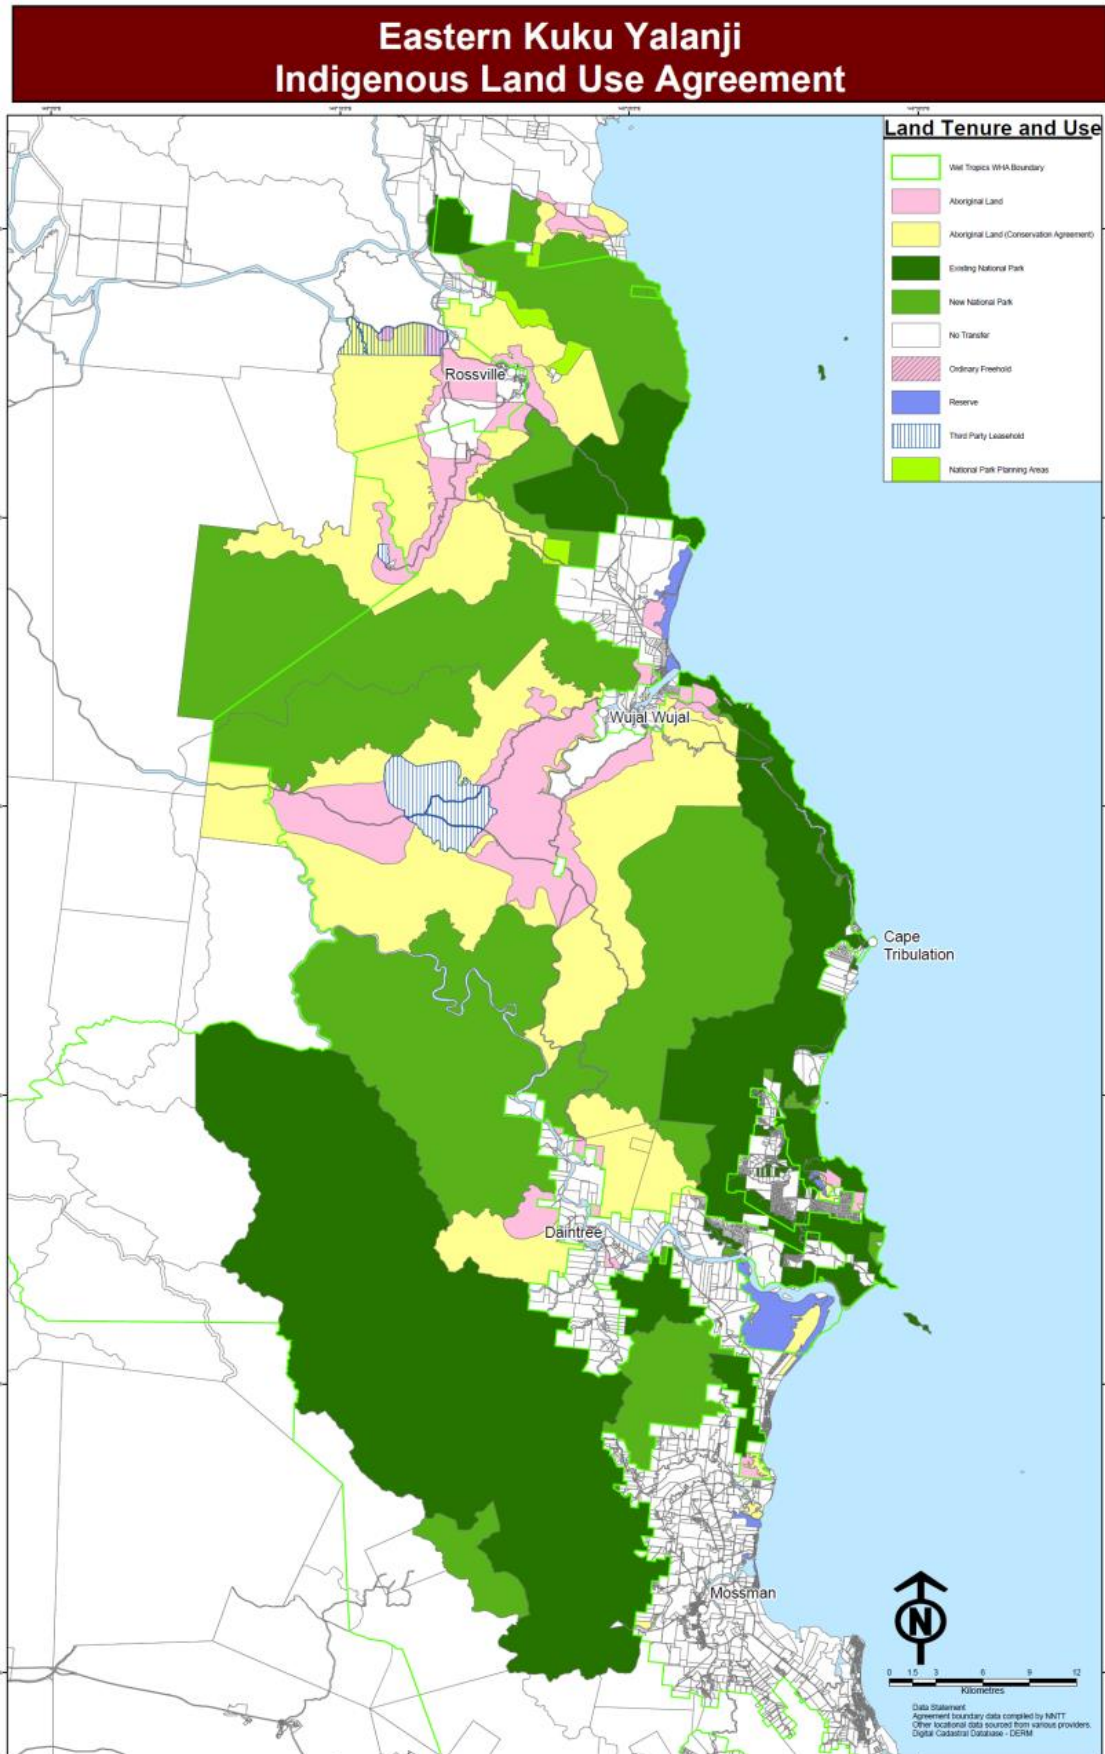 Eastern Kuku Yalanji
Indigenous Land Use Agreement
Land Tenure and Use
Wet Tropics WHA Boundary
Aboriginal Land
Aboriginal Land (Conservation Agreement)
Existing National Park
New National Park
No Transfer
Ordinary Freehold
Reserve
Third Party Leasehold
National Park Planning Areas
Rossville
Wujal Wujal
Cape
Tribulation
Daintree
Mossman
N
0 1.5 3 6 9 12
Kilometres
Data Statement
Agreement boundary data compiled by NNTT
Other locational data sourced from various providers.
Digital Cadastral Database - DERM